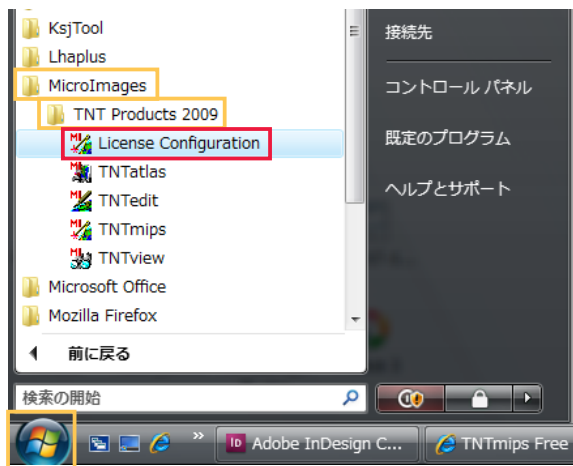 KsjTool
Lhaplus
MicroImages
TNT Products 2009
License Configuration
TNTatlas
TNTedit
TNTmips
TNTview
Microsoft Office
Mozilla Firefox
前に戻る
検索の開始
接続先
コントロール パネル
既定のプログラム
ヘルプとサポート
Adobe InDesign C...
TNTmips Free